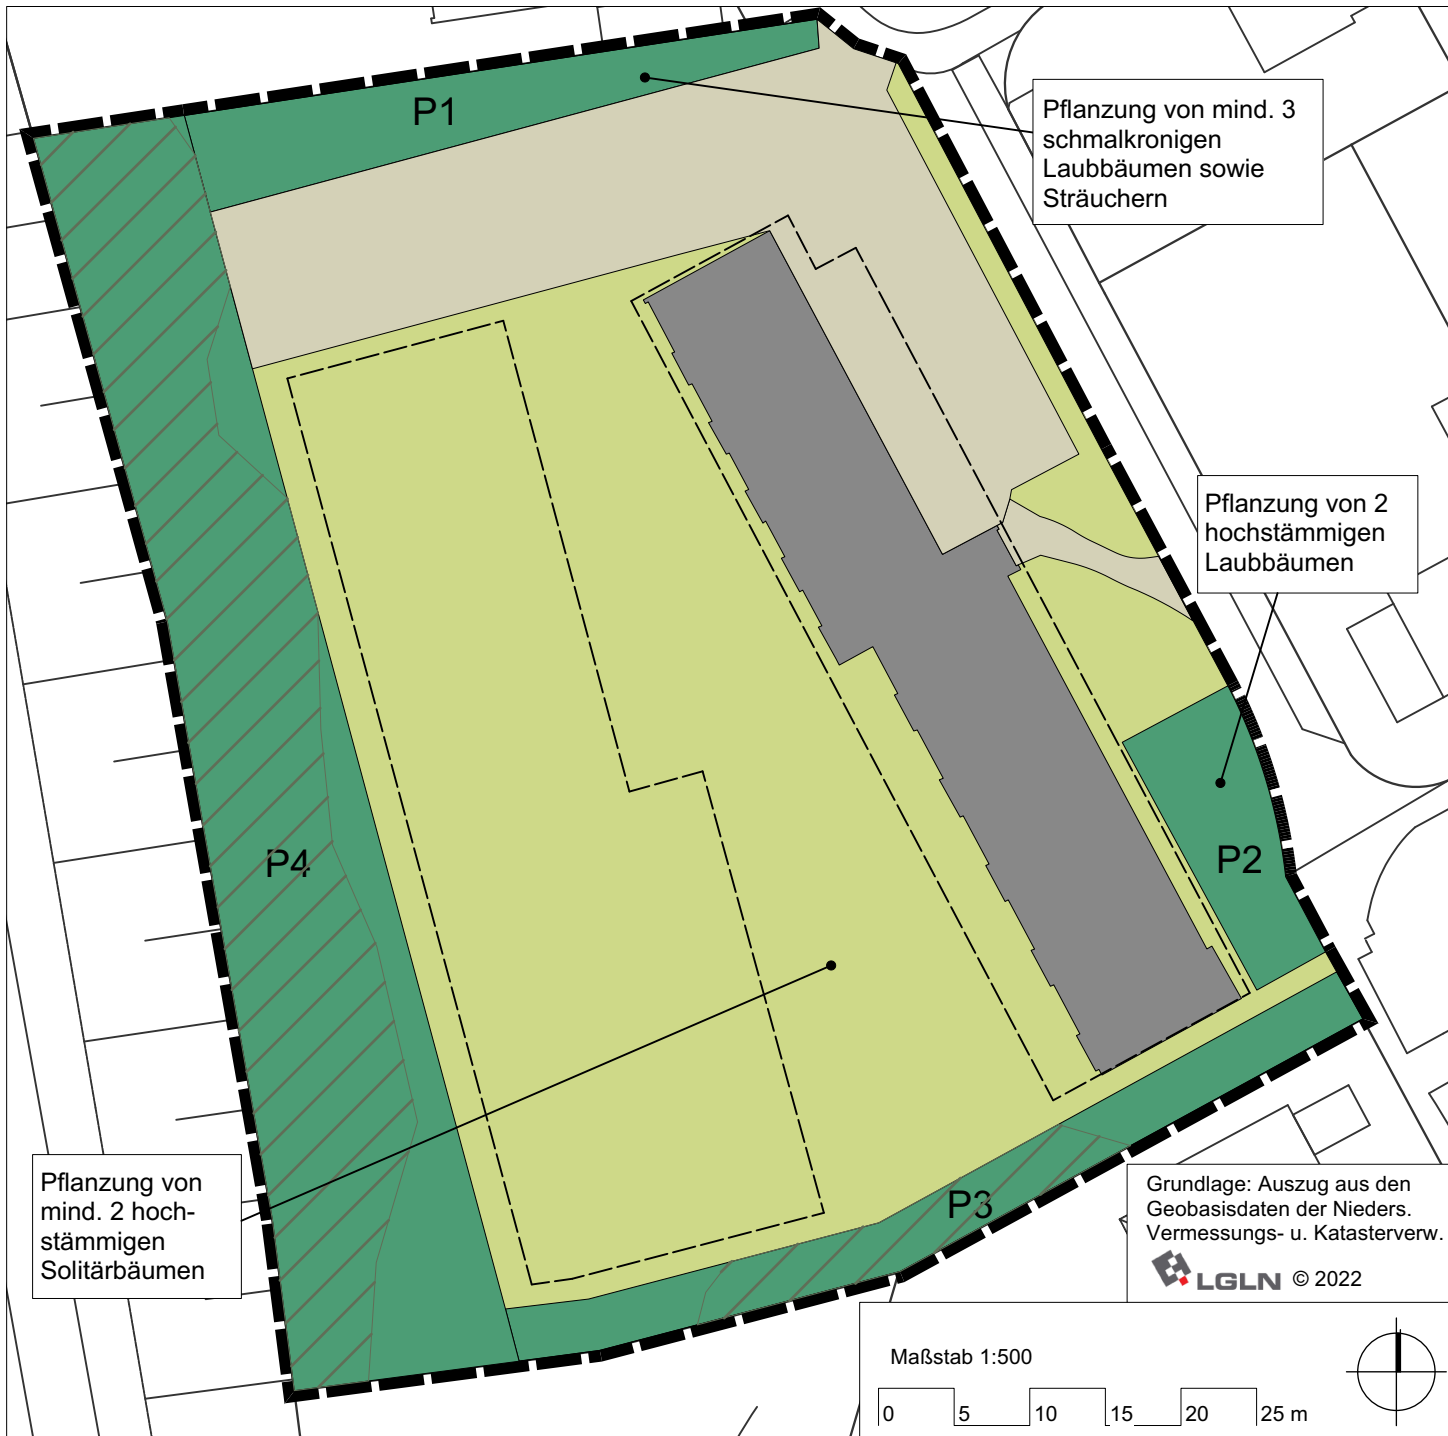 P1
Pflanzung von mind. 3
schmalkronigen
Laubbäumen sowie
Sträuchern
Pflanzung von 2
hochstämmigen
Laubbäumen
P2
P4
Pflanzung von
mind. 2 hoch-
stämmigen
Solitärbäumen
P3
Grundlage: Auszug aus den
Geobasisdaten der Nieders.
Vermessungs- u. Katasterverw.
LGLN © 2022
Maßstab 1:500
0 5 10 15 20 25 m